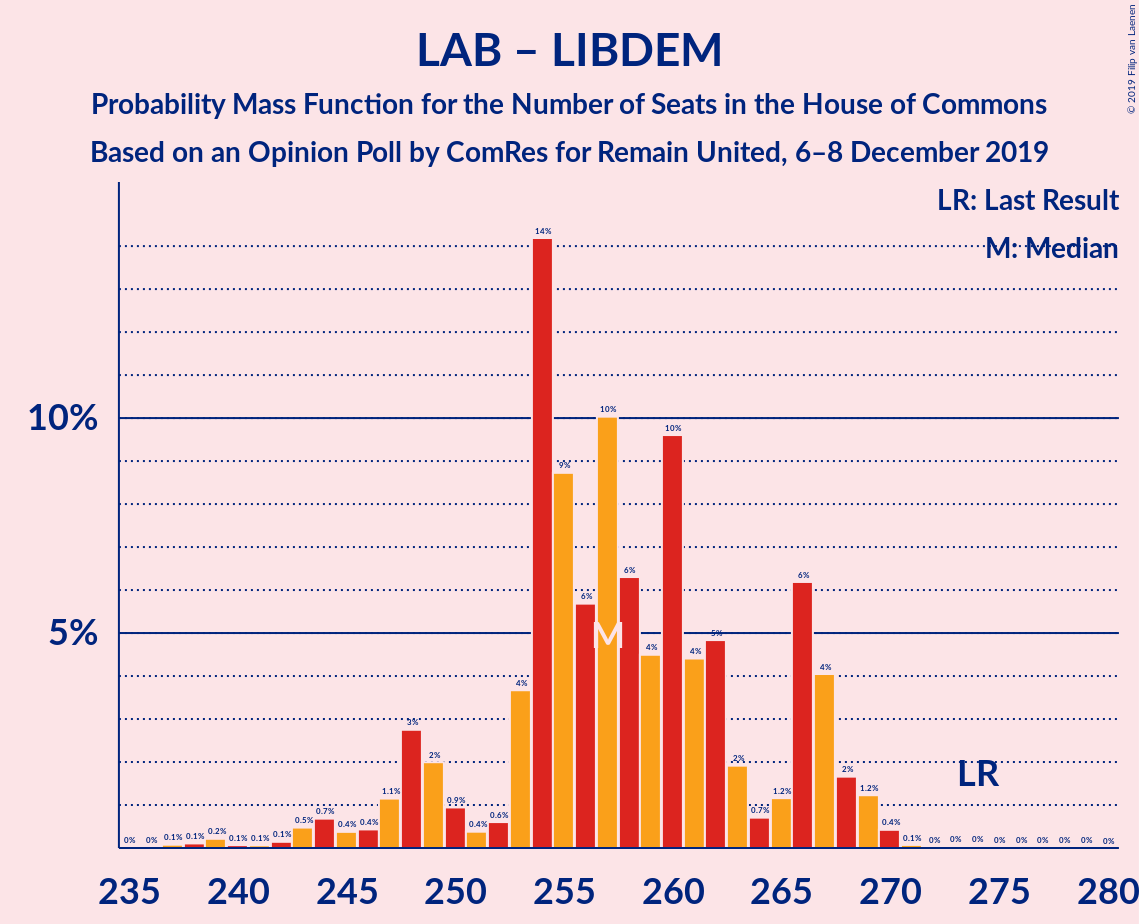 LAB – LIBDEM
Probability Mass Function for the Number of Seats in the House of Commons
Based on an Opinion Poll by ComRes for Remain United, 6–8 December 2019
© 2019 Filip van Laenen
LR: Last Result
M: Median
10%
5%
0% 0% 0.1% 0.1% 0.2% 0.1% 0.1% 0.1% 0.5% 0.7% 0.4% 0.4% 1.1% 3% 2% 0.9% 0.4% 0.6% 4% 14% 9% 6% 10% 6% 4% 10% 4% 5% 2% 0.7% 1.2% 6% 4% 2% 1.2% 0.4% 0.1% 0% 0% 0% 0% 0% 0% 0% 0% 0%
M
LR
235 240 245 250 255 260 265 270 275 280